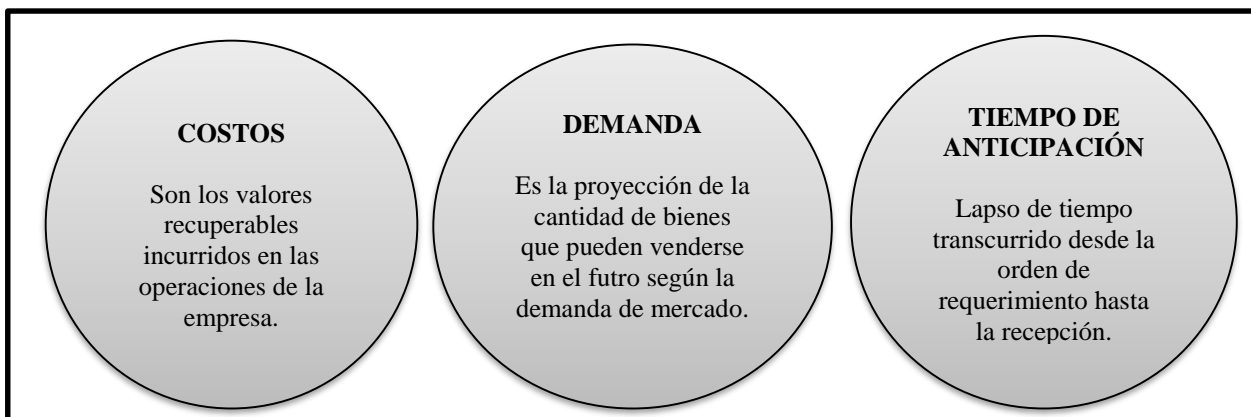 COSTOS
Son los valores
recuperables
incurridos en las
operaciones de la
empresa.
DEMANDA
Es la proyección de la
cantidad de bienes
que pueden venderse
en el futro según la
demanda de mercado.
TIEMPO DE
ANTICIPACIÓN
Lapso de tiempo
transcurrido desde la
orden de
requerimiento hasta
la recepción.